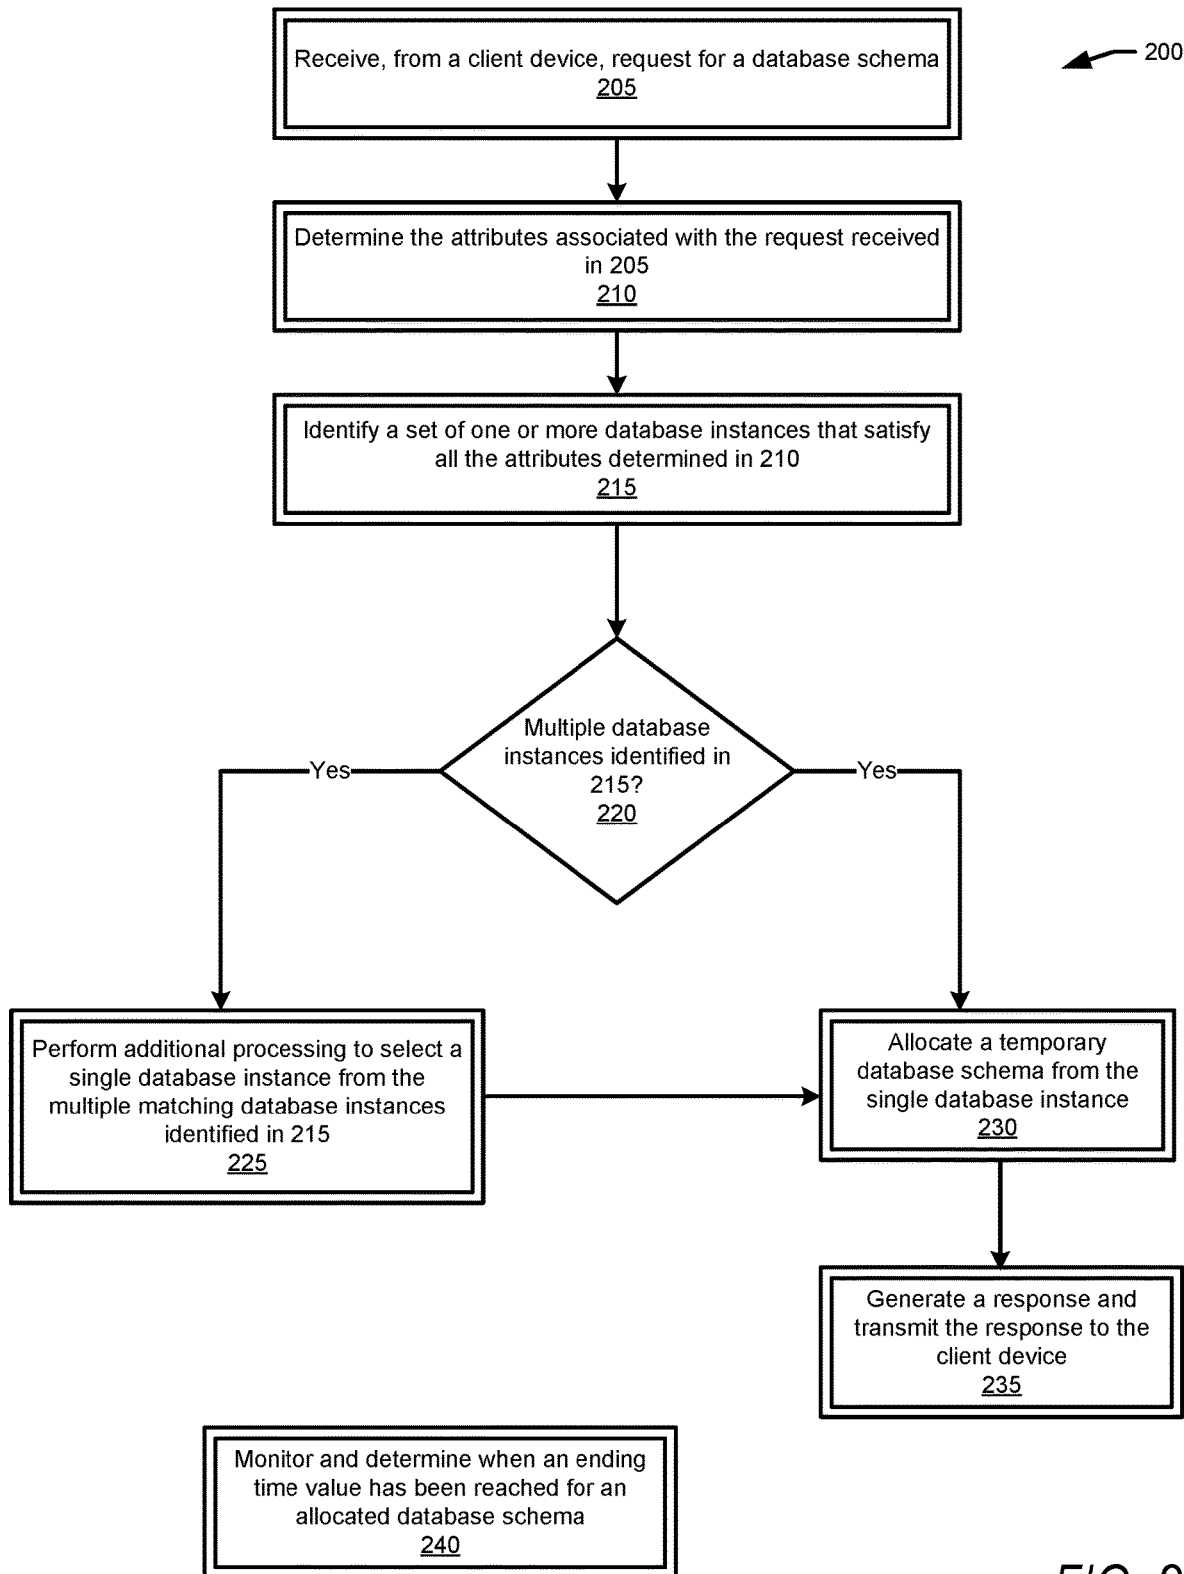 Receive, from a client device, request for a database schema
205
200
Determine the attributes associated with the request received
in 205
210
Identify a set of one or more database instances that satisfy
all the attributes determined in 210
215
Multiple database
instances identified in
215?
220
Yes
Yes
Perform additional processing to select a
single database instance from the
multiple matching database instances
identified in 215
225
Allocate a temporary
database schema from the
single database instance
230
Generate a response and
transmit the response to the
client device
235
Monitor and determine when an ending
time value has been reached for an
allocated database schema
240
FIG.